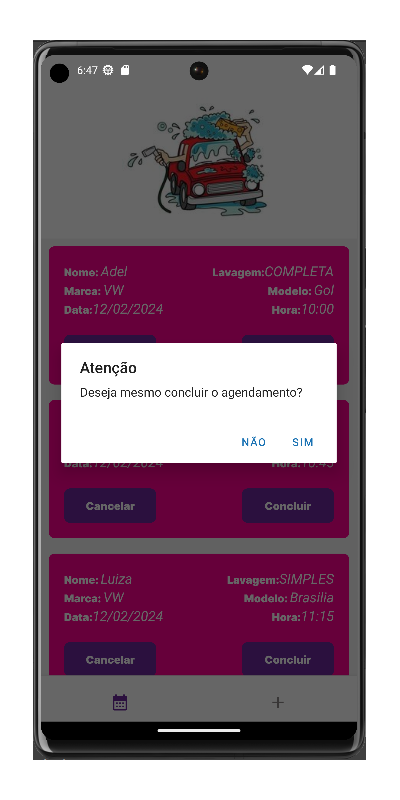 6:47
Nome: Adel Lavagem:COMPLETA
Marca: VW Modelo: Gol
Data:12/02/2024 Hora:10:00
Atenção
Deseja mesmo concluir o agendamento?
NÃO SIM
Data:12/02/2024 Hora:10:45
Cancelar Concluir
Nome: Luiza Lavagem:SIMPLES
Marca: VW Modelo: Brasilia
Data:12/02/2024 Hora:11:15
Cancelar Concluir